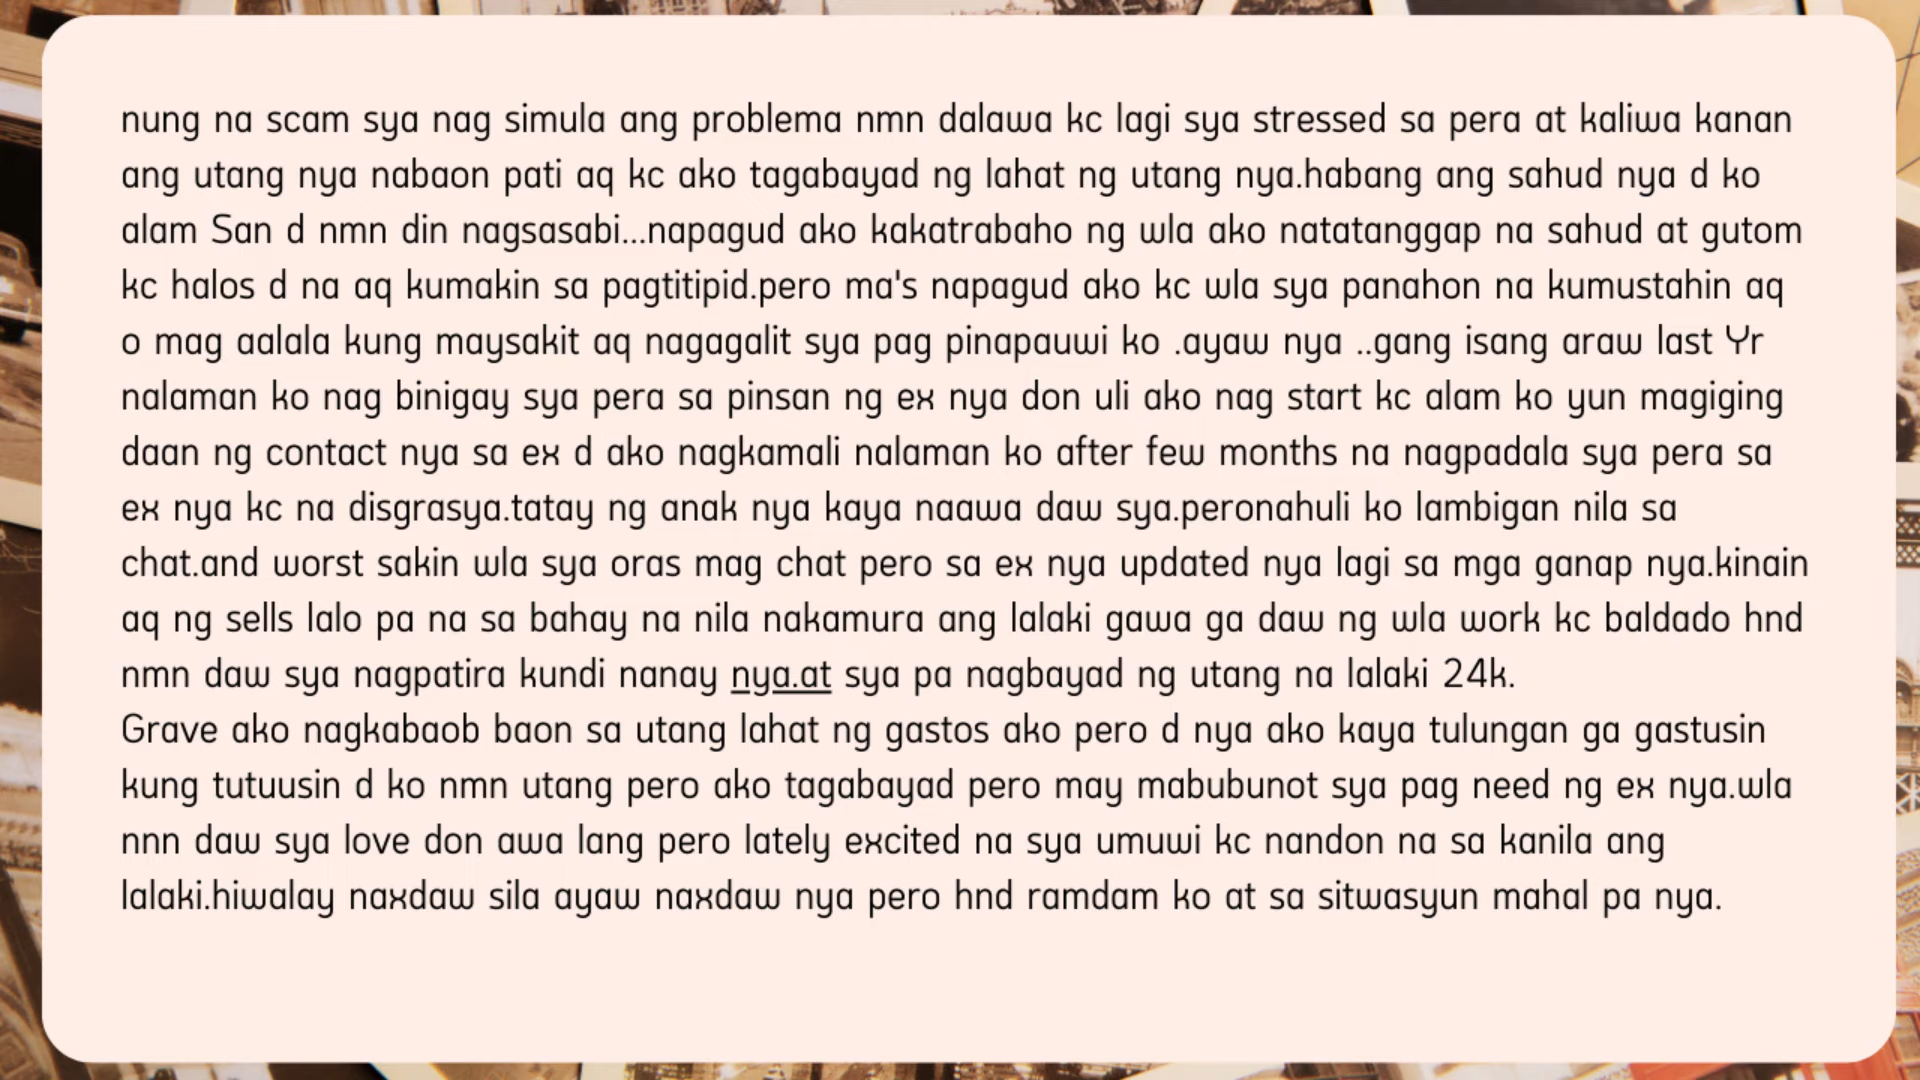 nung na scam sya nag simula ang problema nmn dalawa kc lagi sya stressed sa pera at kaliwa kanan
ang utang nya nabaon pati aq kc ako tagabayad ng lahat ng utang nya.habang ang sahud nya d ko
alam San d nmn din nagsasabi...napagud ako kakatrabaho ng wla ako natatanggap na sahud at gutom
kc halos d na aq kumakin sa pagtitipid.pero ma's napagud ako kc wla sya panahon na kumustahin aq
o mag aalala kung maysakit aq nagagalit sya pag pinapauwi ko .ayaw nya ..gang isang araw last Yr
nalaman ko nag binigay sya pera sa pinsan ng ex nya don uli ako nag start kc alam ko yun magiging
daan ng contact nya sa ex d ako nagkamali nalaman ko after few months na nagpadala sya pera sa
ex nya kc na disgrasya.tatay ng anak nya kaya naawa daw sya.peronahuli ko lambigan nila sa
chat.and worst sakin wla sya oras mag chat pero sa ex nya updated nya lagi sa mga ganap nya.kinain
aq ng sells lalo pa na sa bahay na nila nakamura ang lalaki gawa ga daw ng wla work kc baldado hnd
nmn daw sya nagpatira kundi nanay nya.at sya pa nagbayad ng utang na lalaki 24k.
Grave ako nagkabaob baon sa utang lahat ng gastos ako pero d nya ako kaya tulungan ga gastusin
kung tutuusin d ko nmn utang pero ako tagabayad pero may mabubunot sya pag need ng ex nya.wla
nnn daw sya love don awa lang pero lately excited na sya umuwi kc nandon na sa kanila ang
lalaki.hiwalay naxdaw sila ayaw naxdaw nya pero hnd ramdam ko at sa sitwasyun mahal pa nya.